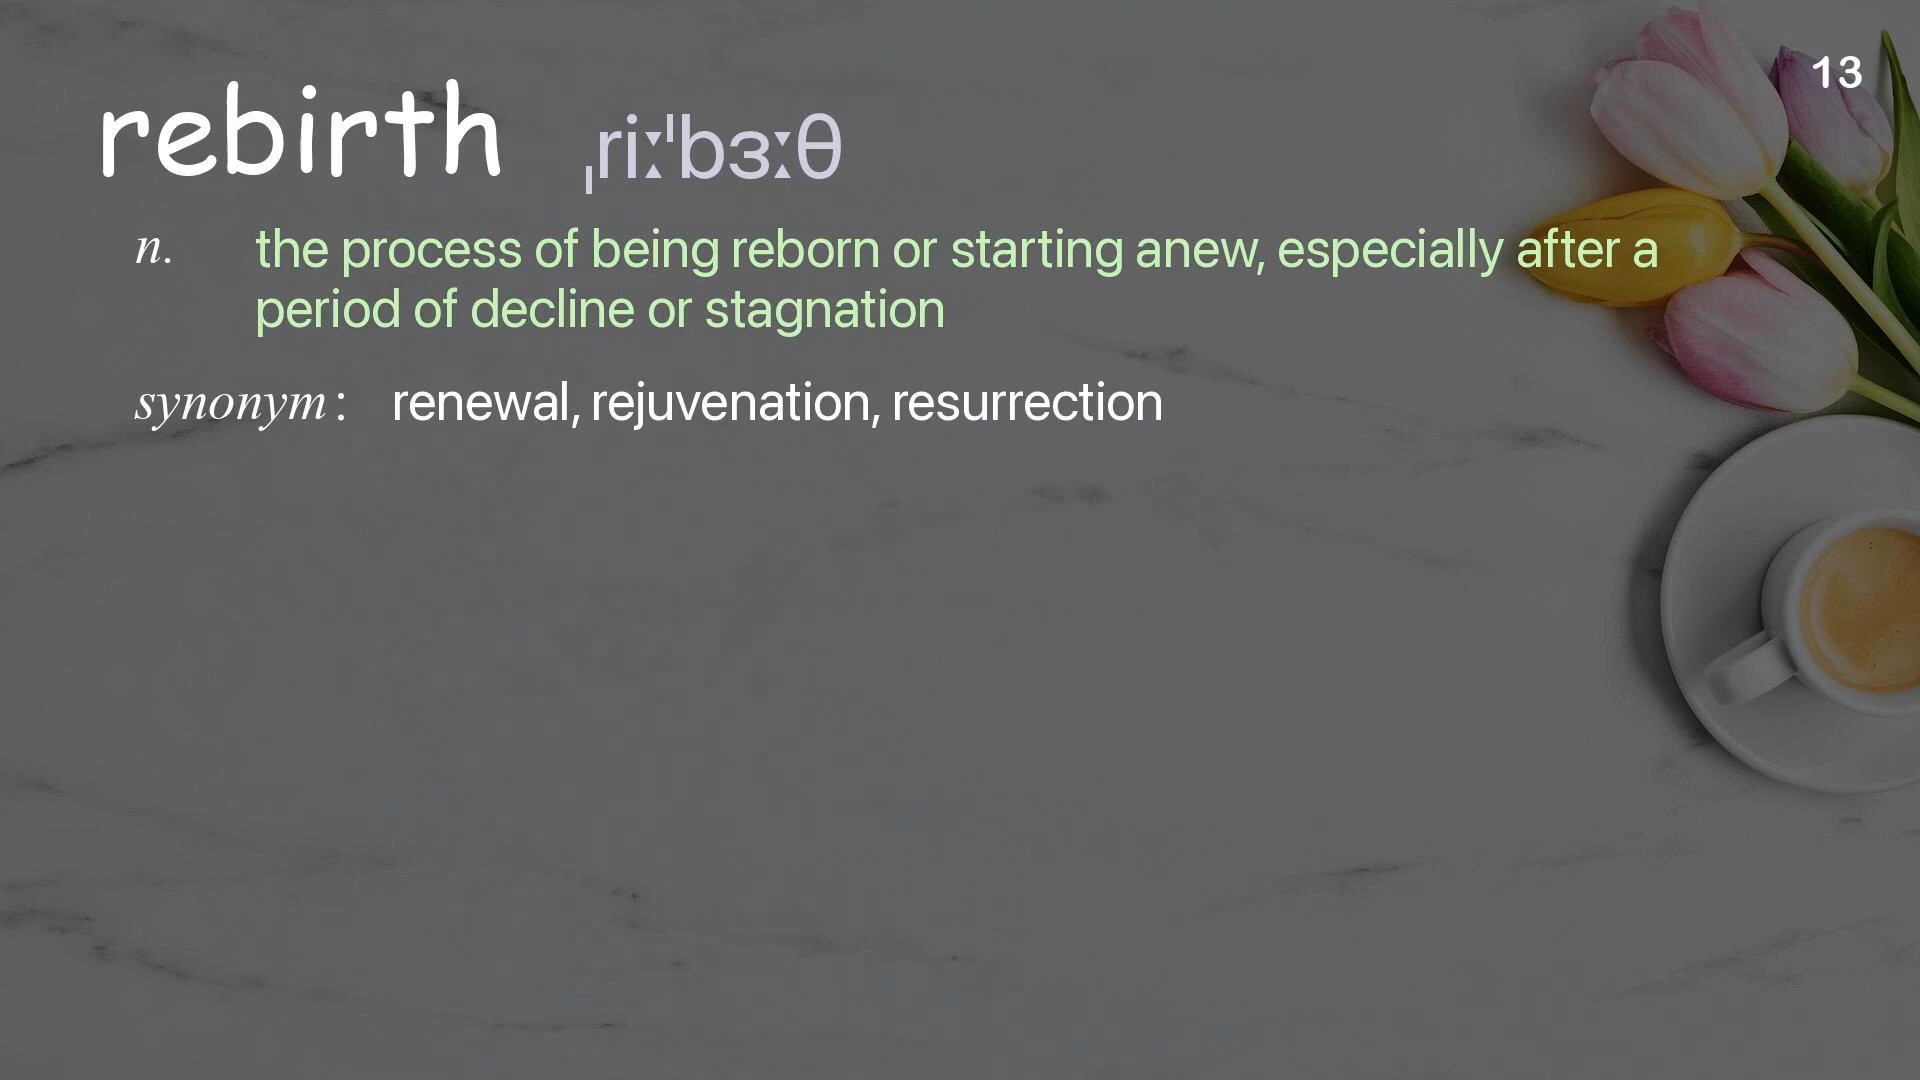 13
rebirth ˌriːˈbɜːθ
n. the process of being reborn or starting anew, especially after a
period of decline or stagnation
synonym : renewal, rejuvenation, resurrection